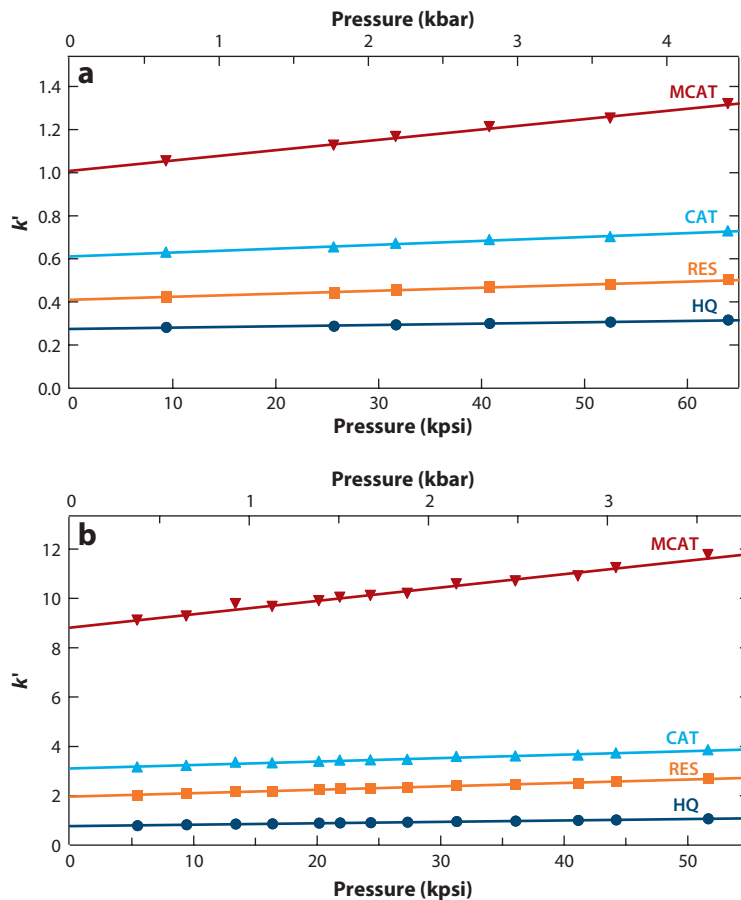 Pressure (kbar)
0 1 2 3 4
a
1.4
1.2
1.0
0.8
0.6
0.4
0.2
0.0
k'
MCAT
CAT
RES
HQ
0 10 20 30 40 50 60
Pressure (kpsi)
Pressure (kbar)
0 1 2 3
b
12
10
8
6
4
2
0
k'
MCAT
CAT
RES
HQ
0 10 20 30 40 50
Pressure (kpsi)